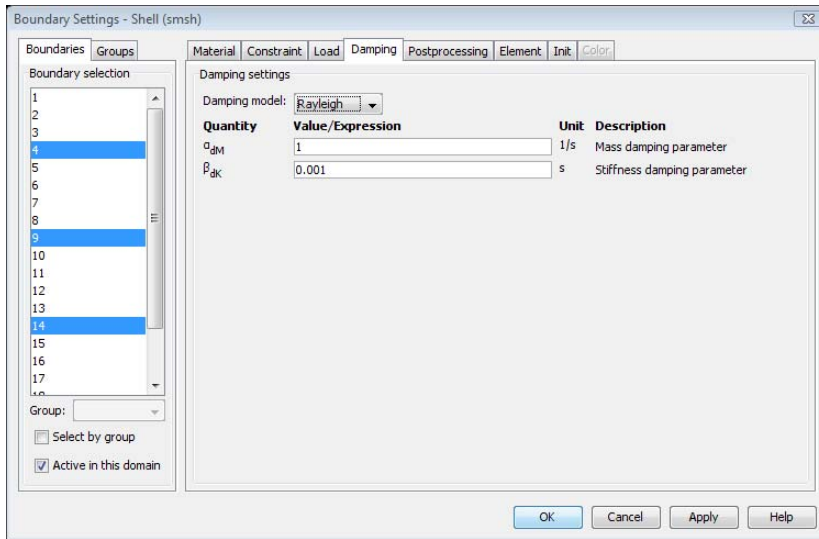 Boundary Settings - Shell (smsh)
Boundaries Groups
Material Constraint Load Damping Postprocessing Element Init Color
Boundary selection
Damping settings
1
2
3
4
5
6
7
8
9
10
11
12
13
14
15
16
17
18
Damping model: Rayleigh
Quantity Value/Expression Unit Description
αdM 1 1/s Mass damping parameter
βdK 0.001 s Stiffness damping parameter
Group:
Select by group
Active in this domain
OK Cancel Apply Help